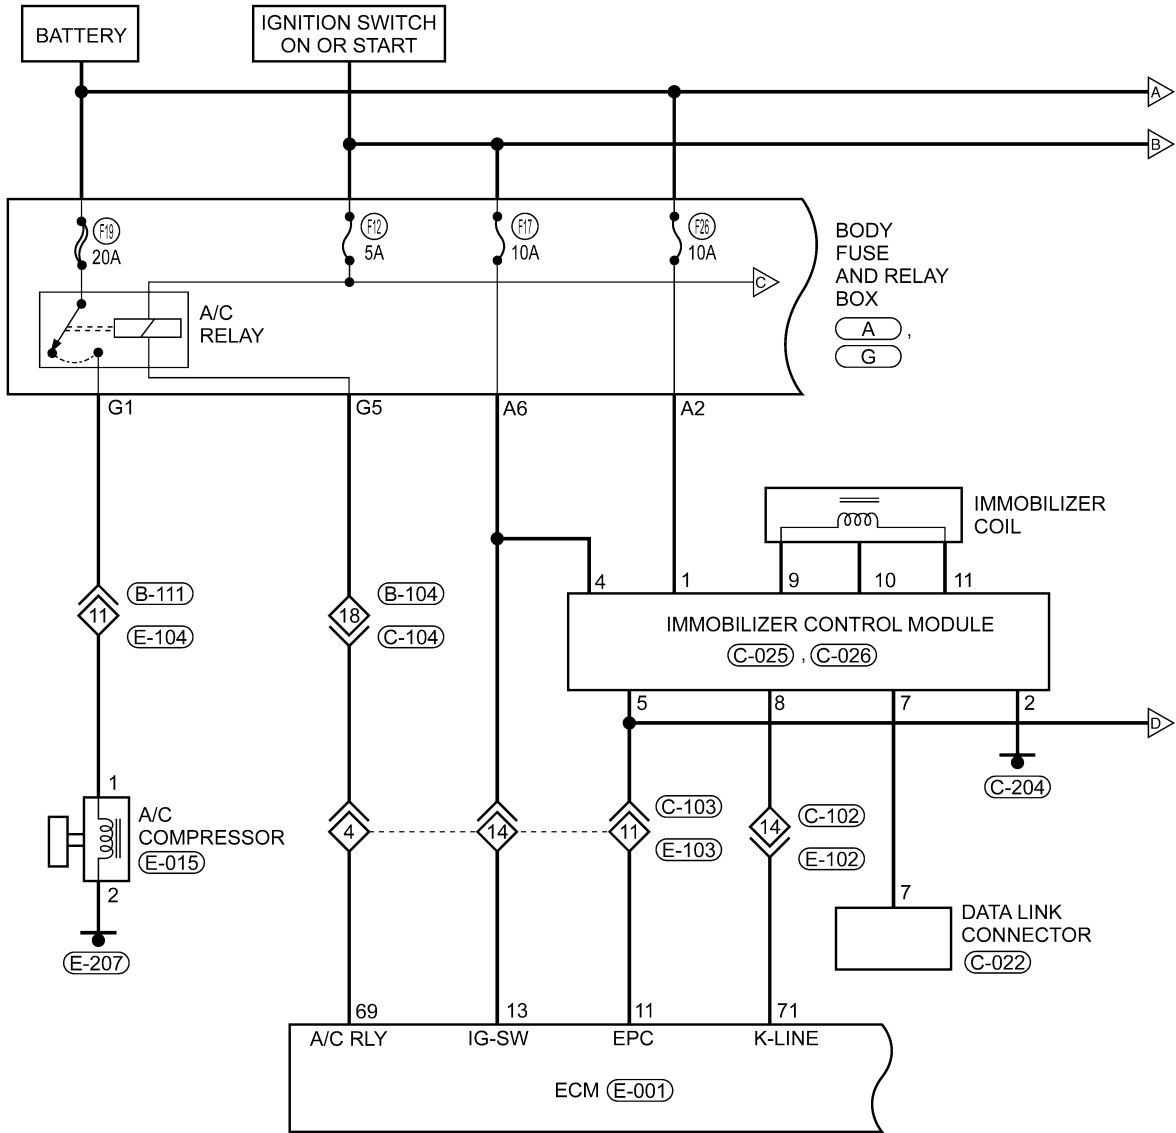 BATTERY
IGNITION SWITCH
ON OR START
A
B
F19
20A
F12
5A
F17
10A
F26
10A
C
BODY
FUSE
AND RELAY
BOX
A ,
G
A/C
RELAY
G1
G5
A6
A2
IMMOBILIZER
COIL
4
1
9
10
11
B-111
11
E-104
B-104
18
C-104
IMMOBILIZER CONTROL MODULE
C-025 , C-026
5
8
7
2
D
C-204
1
A/C
COMPRESSOR
E-015
2
E-207
4
14
11
C-103
E-103
14
C-102
E-102
7
DATA LINK
CONNECTOR
C-022
69
13
11
71
A/C RLY
IG-SW
EPC
K-LINE
ECM E-001